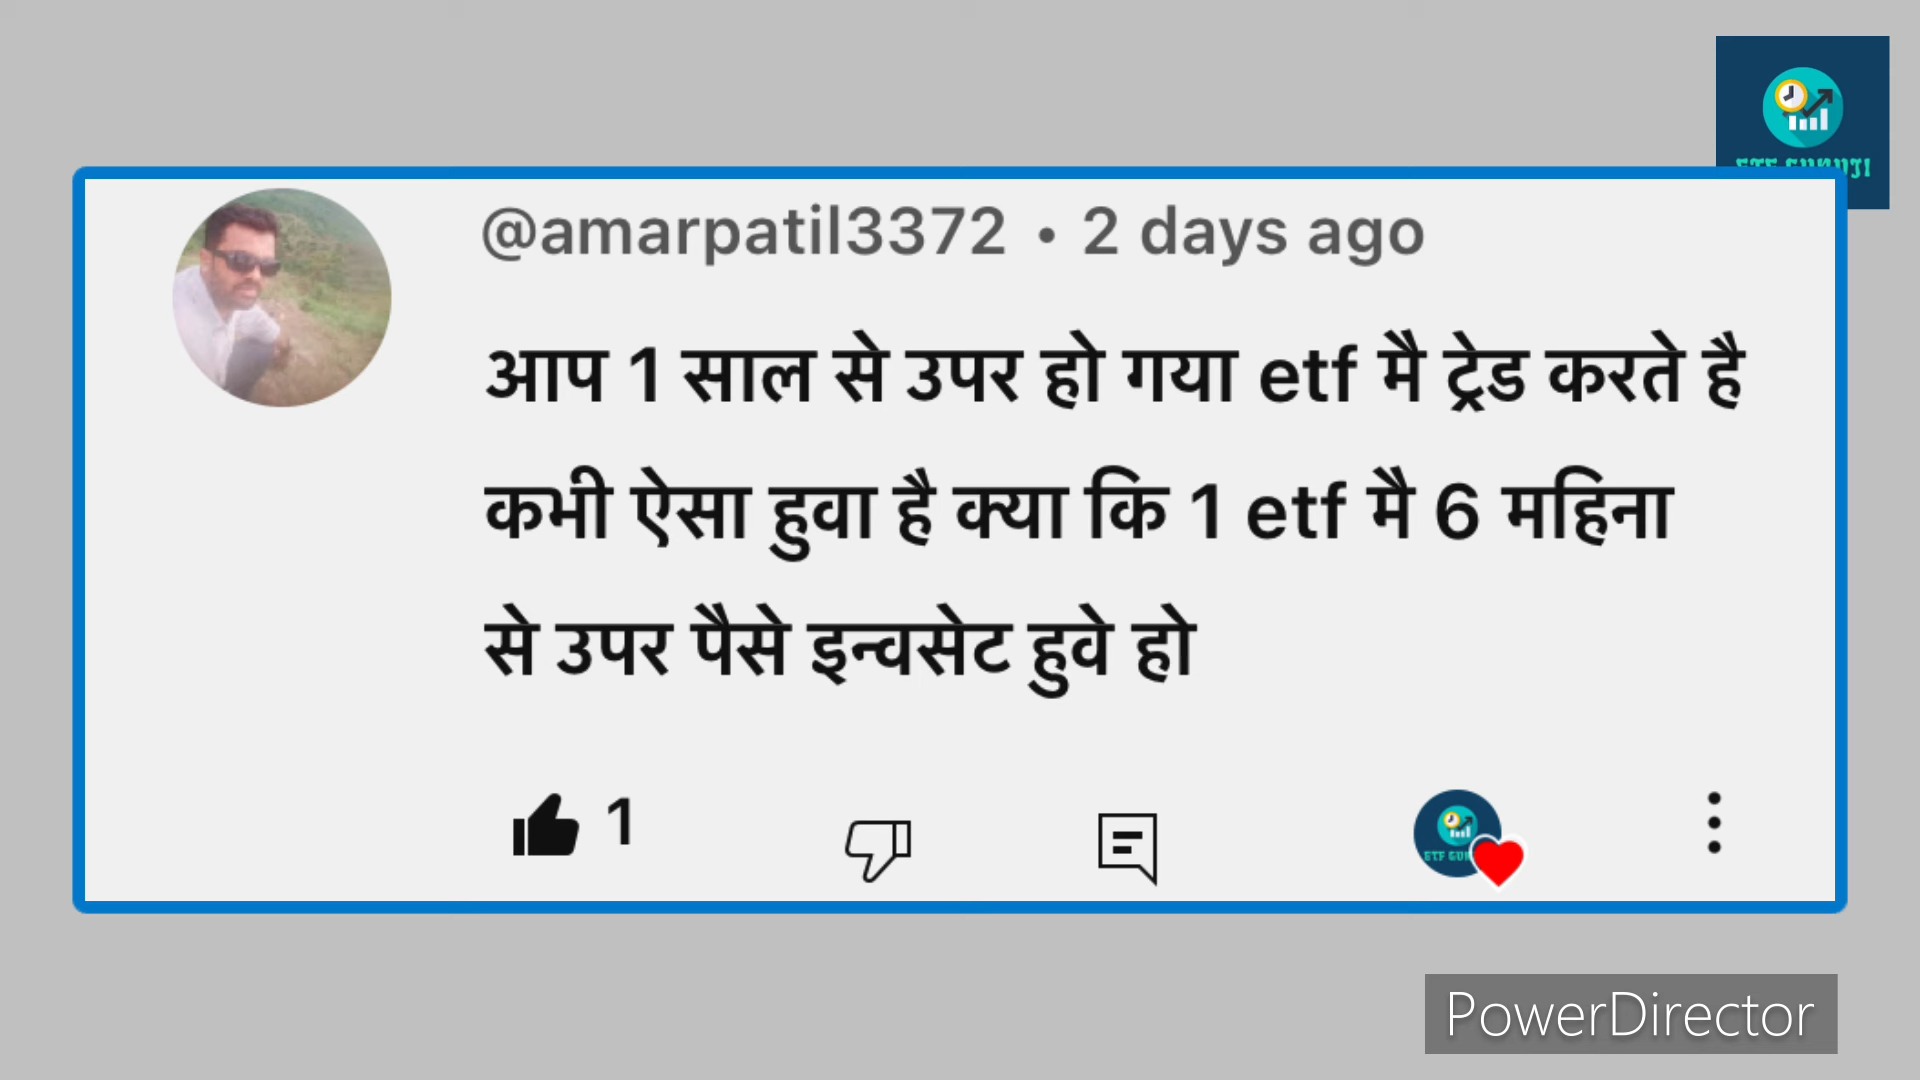 @amarpatil3372 • 2 days ago
आप 1 साल से उपर हो गया etf मै ट्रेड करते है
कभी ऐसा हुवा है क्या कि 1 etf मै 6 महिना
से उपर पैसे इन्वसेट हुवे हो
1
PowerDirector